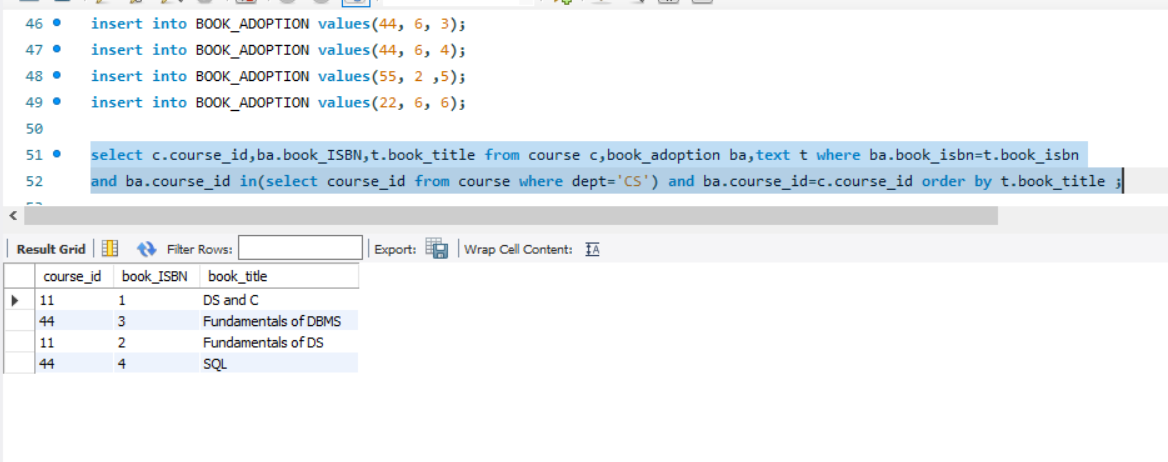 46 insert into BOOK_ADOPTION values(44, 6, 3);
47 insert into BOOK_ADOPTION values(44, 6, 4);
48 insert into BOOK_ADOPTION values(55, 2 ,5);
49 insert into BOOK_ADOPTION values(22, 6, 6);
50
51 select c.course_id,ba.book_ISBN,t.book_title from course c,book_adoption ba,text t where ba.book_isbn=t.book_isbn
52 and ba.course_id in(select course_id from course where dept='CS') and ba.course_id=c.course_id order by t.book_title ;
Result Grid Filter Rows: Export: Wrap Cell Content:
course_id book_ISBN book_title
11 1 DS and C
44 3 Fundamentals of DBMS
11 2 Fundamentals of DS
44 4 SQL